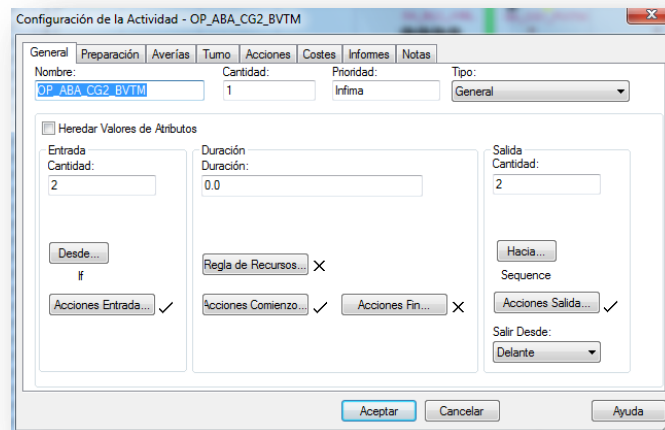 Configuración de la Actividad - OP_ABA_CG2_BVTM
General Preparación Averías Turno Acciones Costes Informes Notas
Nombre: Cantidad: Prioridad: Tipo:
OP_ABA_CG2_BVTM 1 Infima General
Heredar Valores de Atributos
Entrada Duración Salida
Cantidad: Duración: Cantidad:
2 0.0 2
Desde... Hacia...
If Regla de Recursos... Sequence
Acciones Entrada... Acciones Comienzo... Acciones Fin... Acciones Salida...
Salir Desde:
Delante
Aceptar Cancelar Ayuda